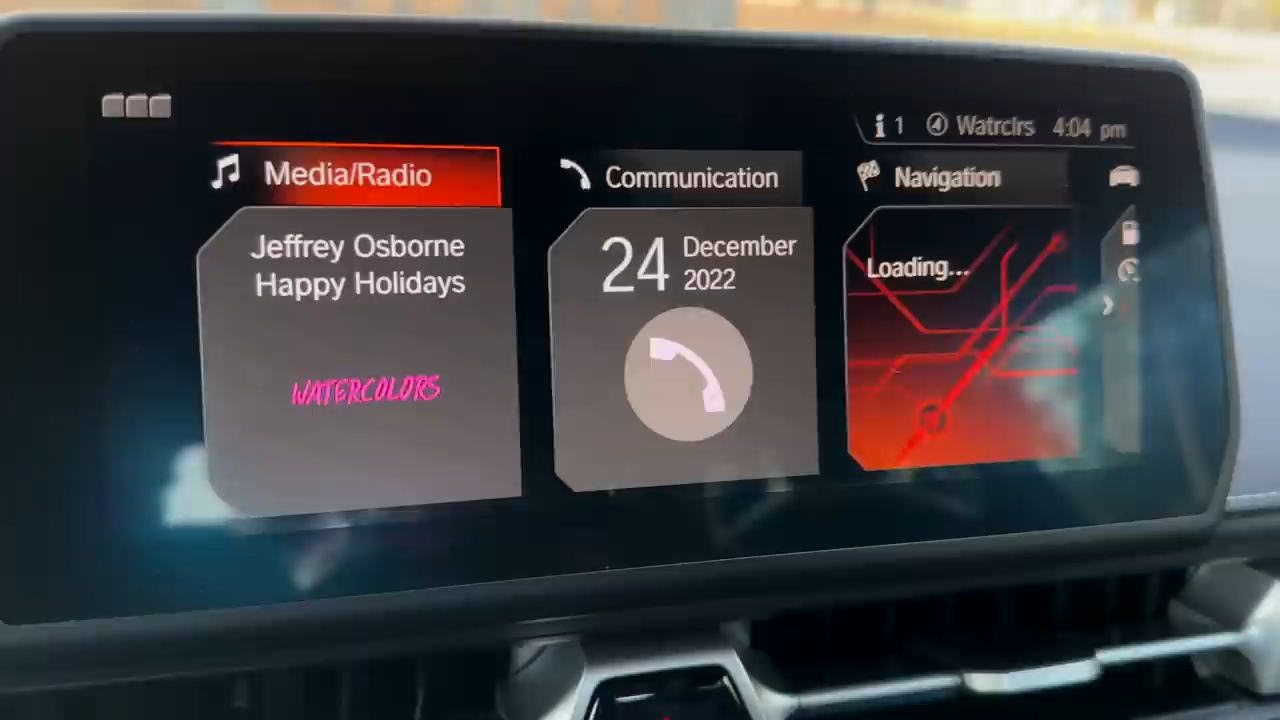 i 1 Watrclrs 4:04 pm
Media/Radio
Communication
Navigation
Jeffrey Osborne
Happy Holidays
WATERCOLORS
24 December
2022
Loading...